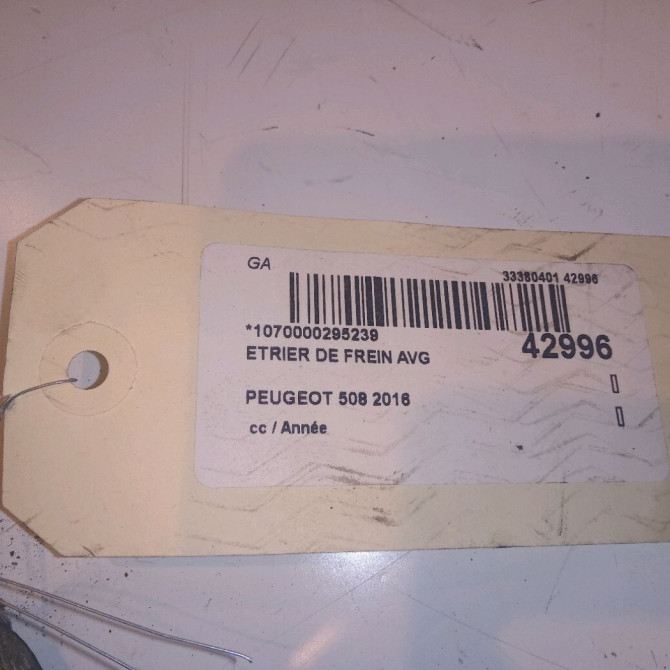 GA
33380401 42996
*1070000295239
42996
ETRIER DE FREIN AVG
PEUGEOT 508 2016
cc / Année